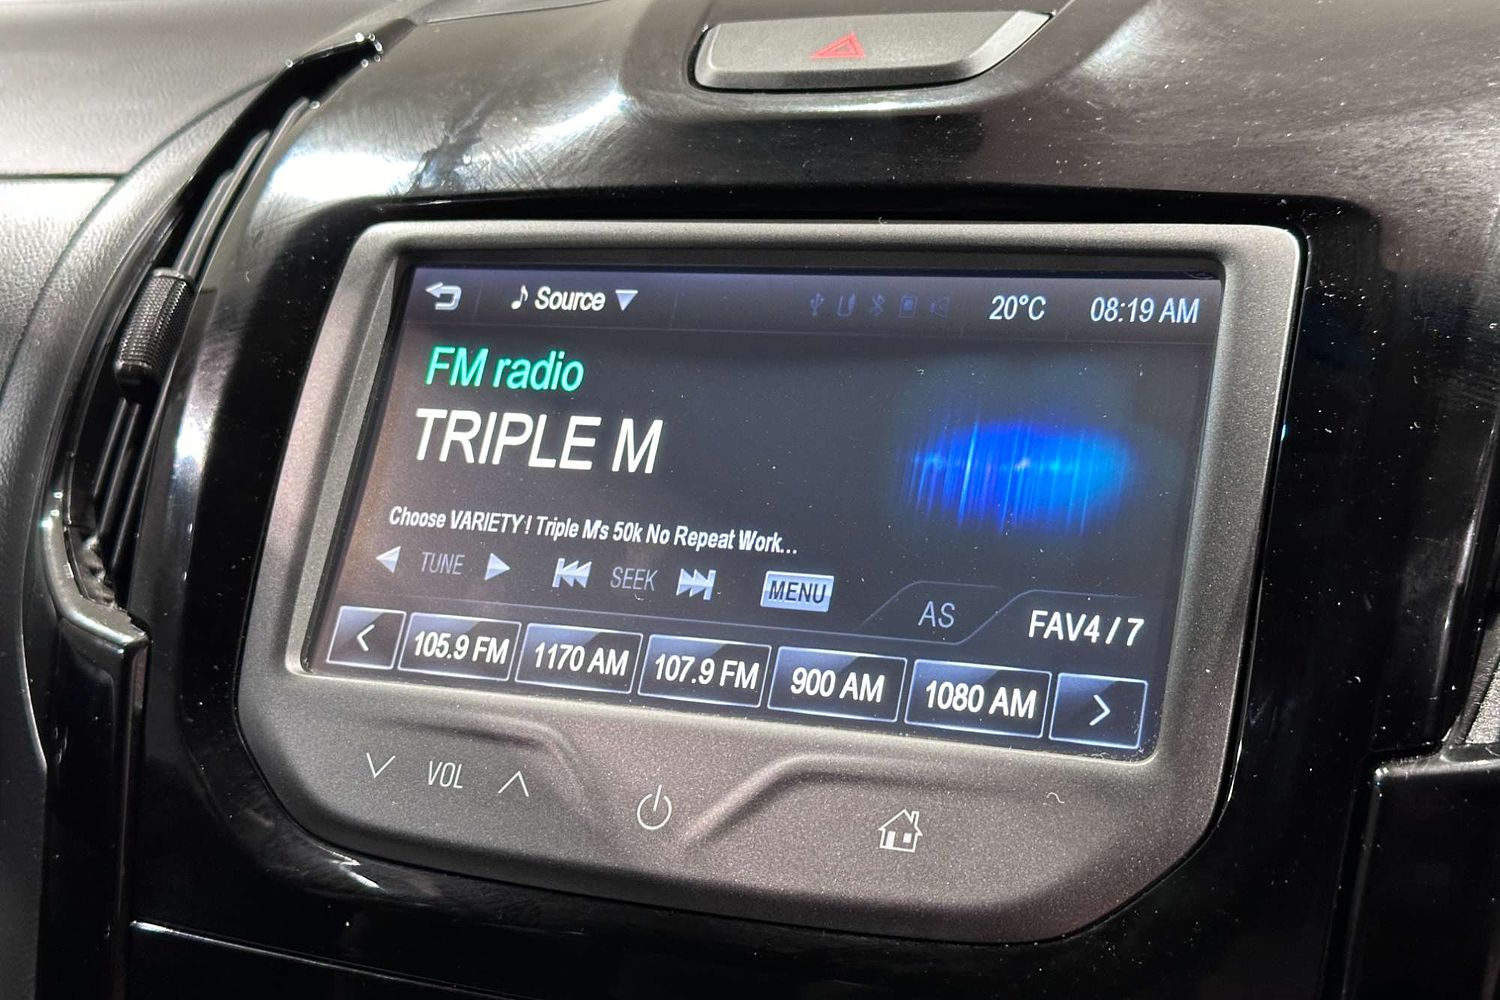 Source
20°C
08:19 AM
FM radio
TRIPLE M
Choose VARIETY! Triple M's 50k No Repeat Work...
TUNE
SEEK
MENU
AS
FAV4 / 7
105.9 FM
1170 AM
107.9 FM
900 AM
1080 AM
VOL